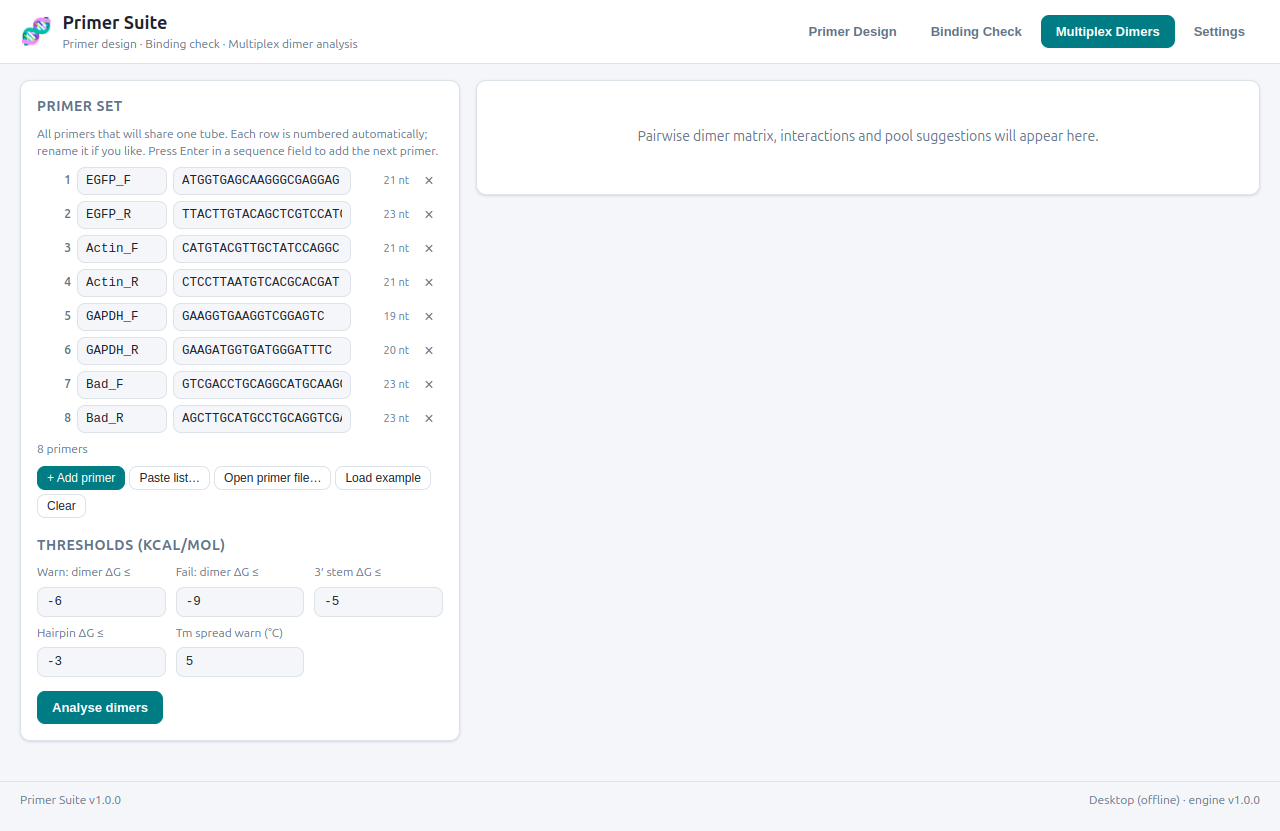 Primer Suite
Primer design · Binding check · Multiplex dimer analysis
Primer Design
Binding Check
Multiplex Dimers
Settings
PRIMER SET
All primers that will share one tube. Each row is numbered automatically;
rename it if you like. Press Enter in a sequence field to add the next primer.
1 EGFP_F ATGGTGAGCAAGGGCGAGGAG 21 nt ×
2 EGFP_R TTACTTGTACAGCTCGTCCAT 23 nt ×
3 Actin_F CATGTACGTTGCTATCCAGGC 21 nt ×
4 Actin_R CTCCTTAATGTCACGCACGAT 21 nt ×
5 GAPDH_F GAAGGTGAAGGTCGGAGTC 19 nt ×
6 GAPDH_R GAAGATGGTGATGGGATTTC 20 nt ×
7 Bad_F GTCGACCTGCAGGCATGCAAG 23 nt ×
8 Bad_R AGCTTGCATGCCTGCAGGTCGA 23 nt ×
8 primers
+ Add primer
Paste list…
Open primer file…
Load example
Clear
THRESHOLDS (KCAL/MOL)
Warn: dimer ΔG ≤
Fail: dimer ΔG ≤
3′ stem ΔG ≤
-6
-9
-5
Hairpin ΔG ≤
Tm spread warn (°C)
-3
5
Analyse dimers
Pairwise dimer matrix, interactions and pool suggestions will appear here.
Primer Suite v1.0.0
Desktop (offline) · engine v1.0.0